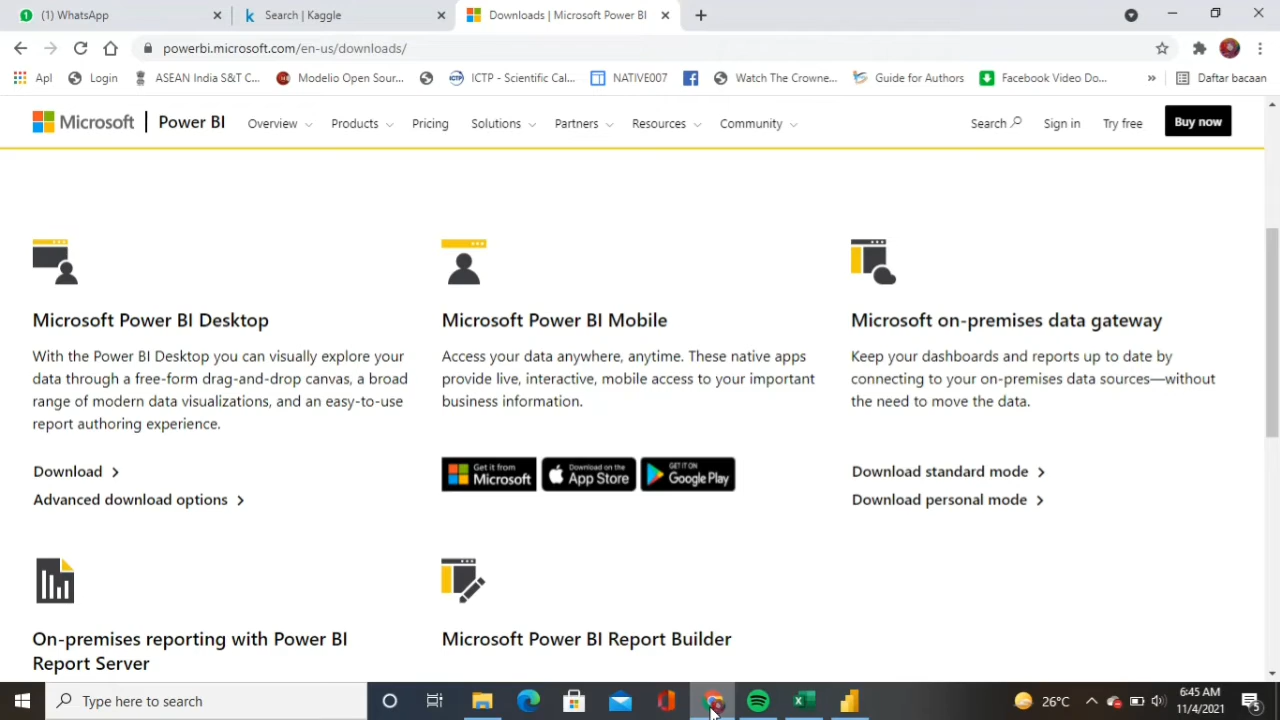 (1) WhatsApp
Search | Kaggle
Downloads | Microsoft Power BI
powerbi.microsoft.com/en-us/downloads/
Apl
Login
ASEAN India S&T C...
Modelio Open Sour...
ICTP - Scientific Cal...
NATIVE007
Watch The Crowne...
Guide for Authors
Facebook Video Do...
»
Daftar bacaan
Microsoft
Power BI
Overview
Products
Pricing
Solutions
Partners
Resources
Community
Search
Sign in
Try free
Buy now
Microsoft Power BI Desktop
With the Power BI Desktop you can visually explore your
data through a free-form drag-and-drop canvas, a broad
range of modern data visualizations, and an easy-to-use
report authoring experience.
Download
Advanced download options
Microsoft Power BI Mobile
Access your data anywhere, anytime. These native apps
provide live, interactive, mobile access to your important
business information.
Get it from
Microsoft
Download on the
App Store
GET IT ON
Google Play
Microsoft on-premises data gateway
Keep your dashboards and reports up to date by
connecting to your on-premises data sources—without
the need to move the data.
Download standard mode
Download personal mode
On-premises reporting with Power BI
Report Server
Microsoft Power BI Report Builder
Type here to search
26°C
6:45 AM
11/4/2021
5